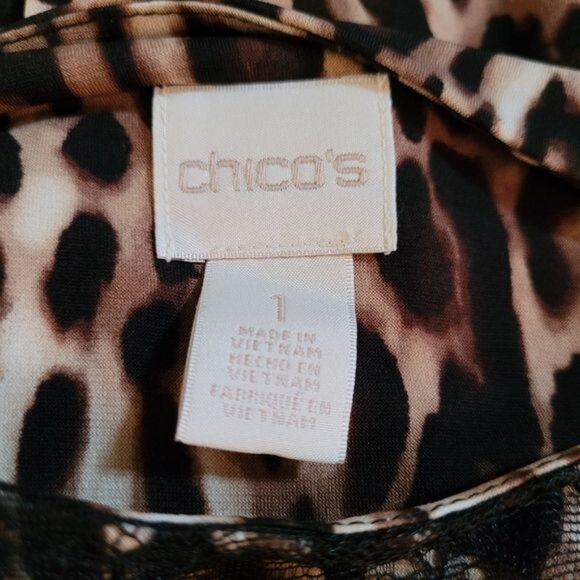 chico's
1
MADE IN
VIETNAM
HECHO EN
VIETNAM
FABRIQUÉ EN
VIETNAM